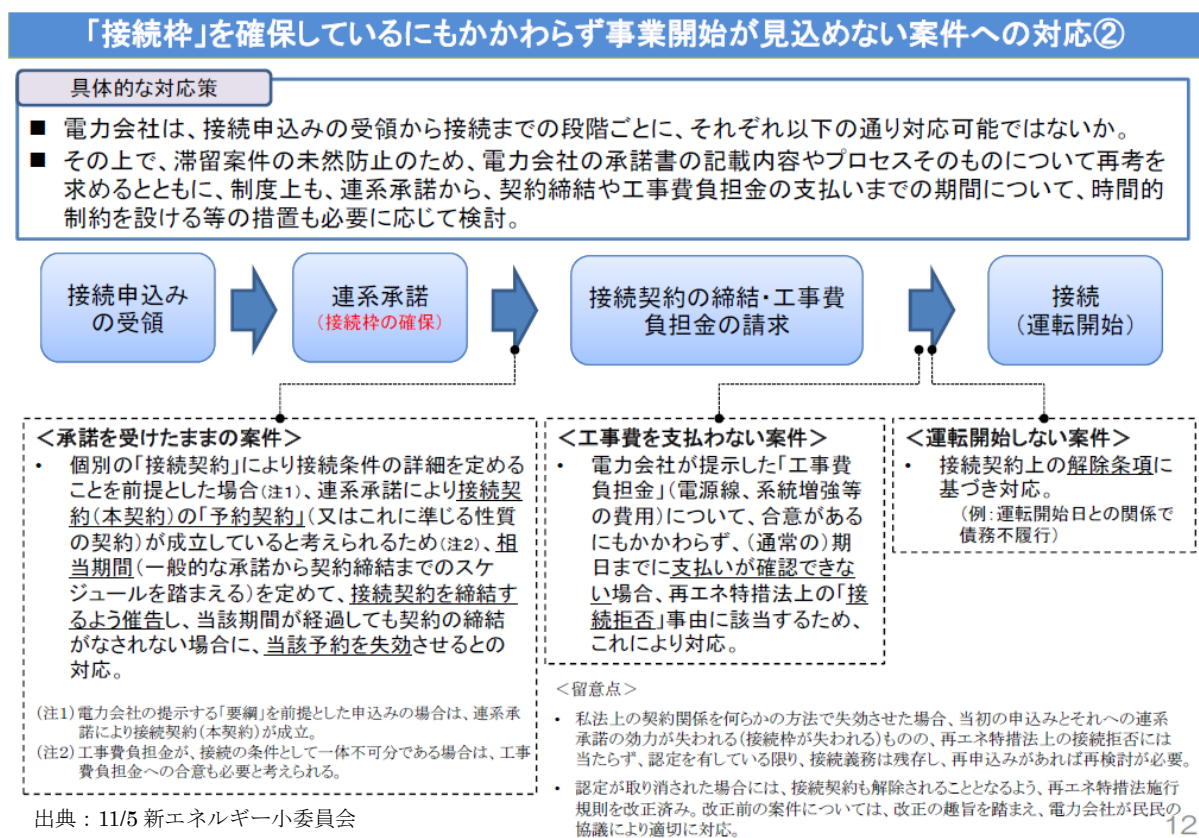 「接続枠」を確保しているにもかかわらず事業開始が見込めない案件への対応②
具体的な対応策
■ 電力会社は、接続申込みの受領から接続までの段階ごとに、それぞれ以下の通り対応可能ではないか。
■ その上で、滞留案件の未然防止のため、電力会社の承諾書の記載内容やプロセスそのものについて再考を
求めるとともに、制度上も、連系承諾から、契約締結や工事費負担金の支払いまでの期間について、時間的
制約を設ける等の措置も必要に応じて検討。
接続申込み
の受領
連系承諾
(接続枠の確保)
接続契約の締結・工事費
負担金の請求
接続
(運転開始)
<承諾を受けたままの案件>
・ 個別の「接続契約」により接続条件の詳細を定める
ことを前提とした場合(注1)、連系承諾により接続契
約(本契約)の「予約契約」(又はこれに準じる性質
の契約)が成立していると考えられるため(注2)、相
当期間(一般的な承諾から契約締結までのスケ
ジュールを踏まえる)を定めて、接続契約を締結す
るよう催告し、当該期間が経過しても契約の締結
がなされない場合に、当該予約を失効させるとの
対応。
(注1)電力会社の提示する「要綱」を前提とした申込みの場合は、連系承
諾により接続契約(本契約)が成立。
(注2)工事費負担金が、接続の条件として一体不可分である場合は、工事
費負担金への合意も必要と考えられる。
<工事費を支払わない案件>
・ 電力会社が提示した「工事費
負担金」(電源線、系統増強等
の費用)について、合意がある
にもかかわらず、(通常の)期
日までに支払いが確認できな
い場合、再エネ特措法上の「接
続拒否」事由に該当するため、
これにより対応。
<運転開始しない案件>
・ 接続契約上の解除条項に
基づき対応。
(例:運転開始日との関係で
債務不履行)
<留意点>
・ 私法上の契約関係を何らかの方法で失効させた場合、当初の申込みとそれへの連系
承諾の効力が失われる(接続枠が失われる)ものの、再エネ特措法上の接続拒否には
当たらず、認定を有している限り、接続義務は残存し、再申込みがあれば再検討が必要。
・ 認定が取り消された場合には、接続契約も解除されることとなるよう、再エネ特措法施行
規則を改正済み。改正前の案件については、改正の趣旨を踏まえ、電力会社が民民の
協議により適切に対応。
出典:11/5 新エネルギー小委員会
12